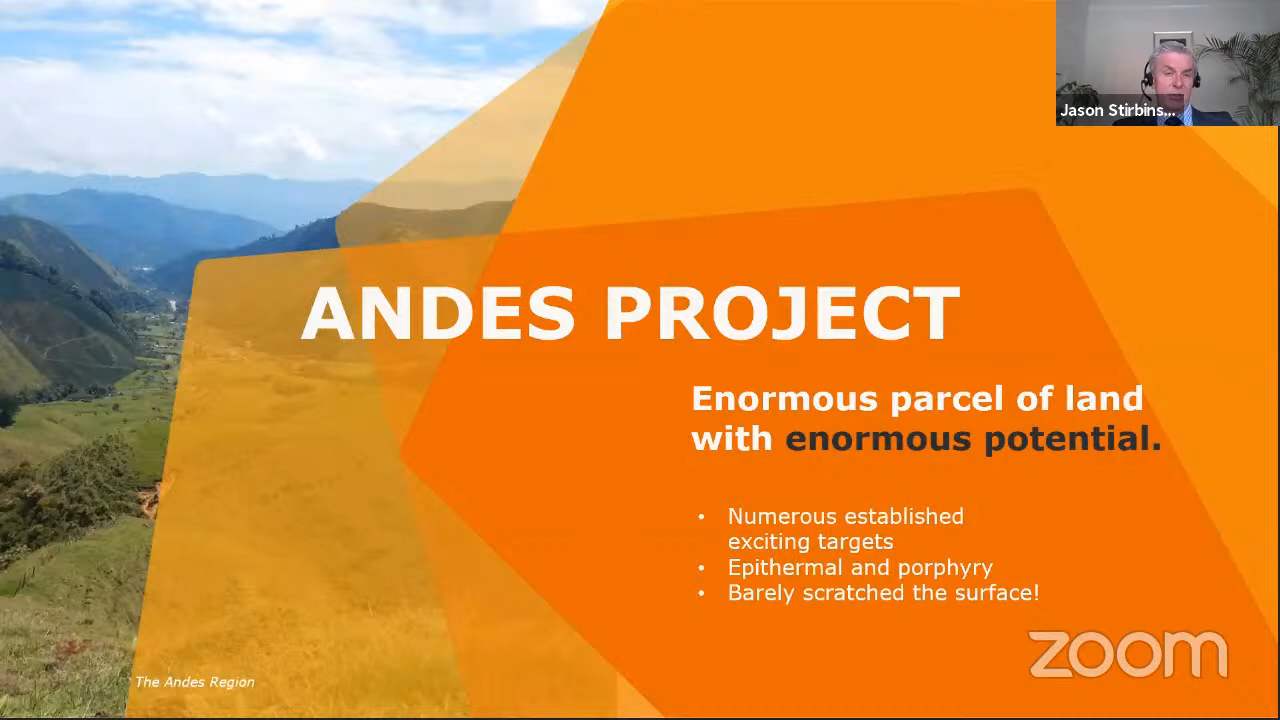 Jason Stirbins...
ANDES PROJECT
Enormous parcel of land
with enormous potential.
• Numerous established
exciting targets
• Epithermal and porphyry
• Barely scratched the surface!
zoom
The Andes Region